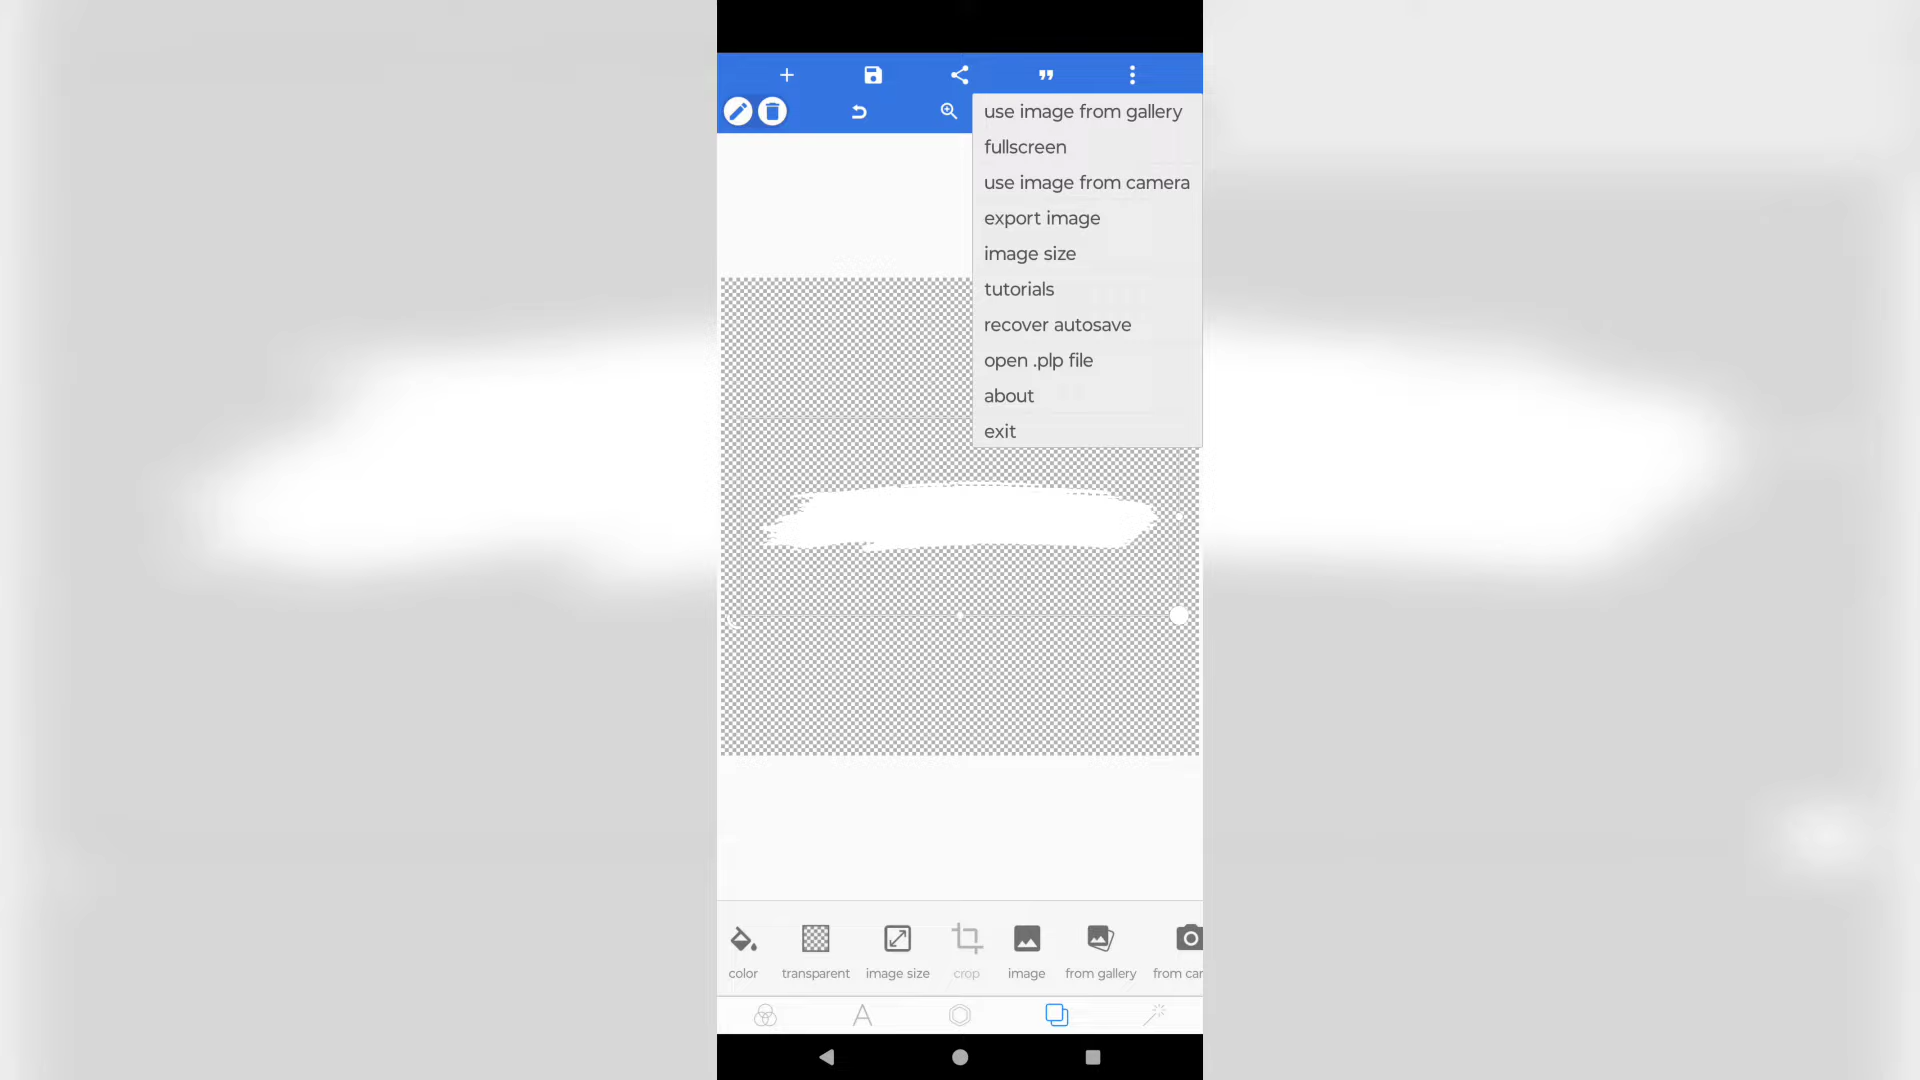 use image from gallery
fullscreen
use image from camera
export image
image size
tutorials
recover autosave
open .plp file
about
exit
color
transparent
image size
crop
image
from gallery
from car